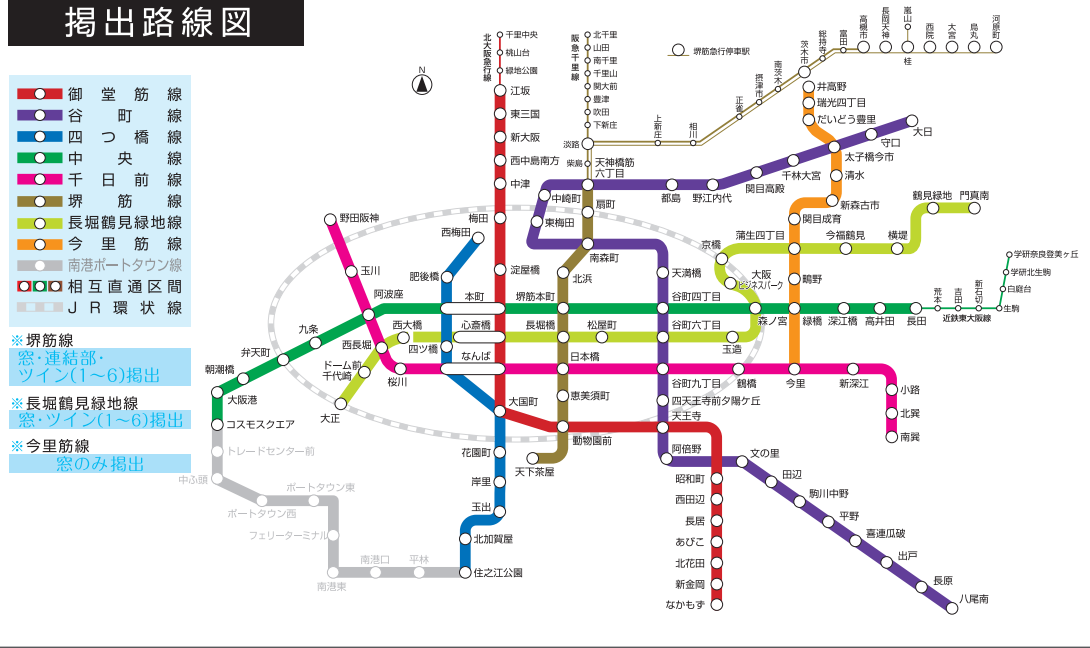 掲出路線図
御堂筋線
谷町線
四つ橋線
中央線
千日前線
堺筋線
長堀鶴見緑地線
今里筋線
南港ポートタウン線
相互直通区間
JR環状線
※堺筋線
窓・連結部・
ツイン(1〜6)掲出
※長堀鶴見緑地線
窓・ツイン(1〜6)掲出
※今里筋線
窓のみ掲出
N
北大阪急行線
千里中央
桃山台
緑地公園
江坂
東三国
新大阪
西中島南方
中津
梅田
淀屋橋
本町
心斎橋
なんば
大国町
阪急千里線
北千里
山田
南千里
千里山
関大前
豊津
吹田
下新庄
淡路
柴島
天神橋筋
六丁目
堺筋急行停車駅
上新庄
相川
正雀
摂津市
南茨木
茨木市
総持寺
富田
高槻市
長岡天神
嵐山
桂
西院
大宮
烏丸
河原町
井高野
瑞光四丁目
だいどう豊里
太子橋今市
清水
新森古市
関目成育
蒲生四丁目
鴫野
緑橋
今里
大日
守口
千林大宮
関目高殿
野江内代
都島
中崎町
東梅田
扇町
南森町
天満橋
谷町四丁目
谷町六丁目
谷町九丁目
四天王寺前夕陽ケ丘
天王寺
阿倍野
文の里
田辺
駒川中野
平野
喜連瓜破
出戸
長原
八尾南
鶴見緑地
門真南
横堤
今福鶴見
京橋
大阪
ビジネスパーク
森ノ宮
玉造
松屋町
長堀橋
西大橋
西長堀
ドーム前
千代崎
大正
北浜
堺筋本町
日本橋
恵美須町
動物園前
天下茶屋
西梅田
肥後橋
四ツ橋
花園町
岸里
玉出
北加賀屋
住之江公園
野田阪神
玉川
阿波座
桜川
鶴橋
新深江
小路
北巽
南巽
九条
弁天町
朝潮橋
大阪港
コスモスクエア
トレードセンター前
中ふ頭
ポートタウン西
ポートタウン東
フェリーターミナル
南港東
南港口
平林
深江橋
高井田
長田
荒本
吉田
新石切
生駒
近鉄東大阪線
白庭台
学研北生駒
学研奈良登美ヶ丘
昭和町
西田辺
長居
あびこ
北花田
新金岡
なかもず